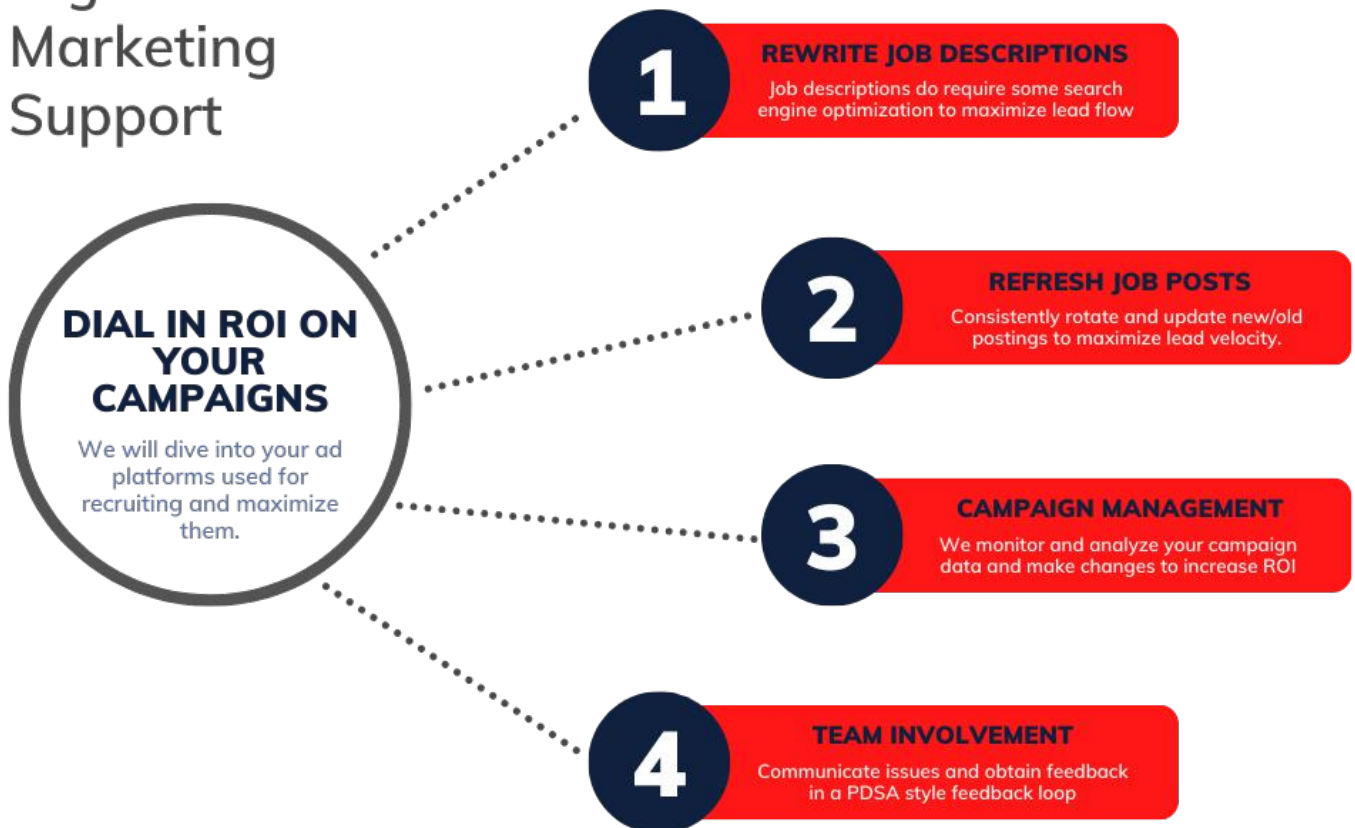 Marketing
Support
DIAL IN ROI ON
YOUR
CAMPAIGNS
We will dive into your ad
platforms used for
recruiting and maximize
them.
1
REWRITE JOB DESCRIPTIONS
Job descriptions do require some search
engine optimization to maximize lead flow
2
REFRESH JOB POSTS
Consistently rotate and update new/old
postings to maximize lead velocity.
3
CAMPAIGN MANAGEMENT
We monitor and analyze your campaign
data and make changes to increase ROI
4
TEAM INVOLVEMENT
Communicate issues and obtain feedback
in a PDSA style feedback loop